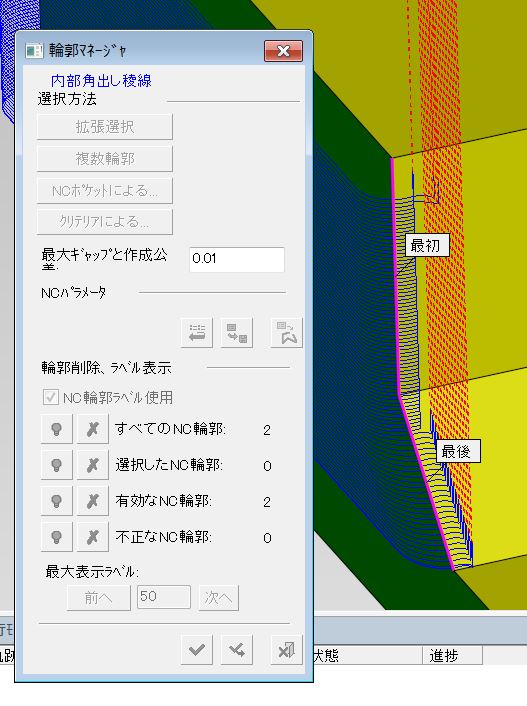 輪郭ﾏﾈｰｼﾞｬ
内部角出し稜線
選択方法
拡張選択
複数輪郭
NCﾎﾟｹｯﾄによる...
ｸﾘﾃﾘｱによる...
最大ｷﾞｬｯﾌﾟと作成公
差:
0.01
NCﾊﾟﾗﾒｰﾀ
輪郭削除、ﾗﾍﾞﾙ表示
NC輪郭ﾗﾍﾞﾙ使用
すべてのNC輪郭: 2
選択したNC輪郭: 0
有効なNC輪郭: 2
不正なNC輪郭: 0
最大表示ﾗﾍﾞﾙ:
前へ 50 次へ
最初
最後
状態 進捗